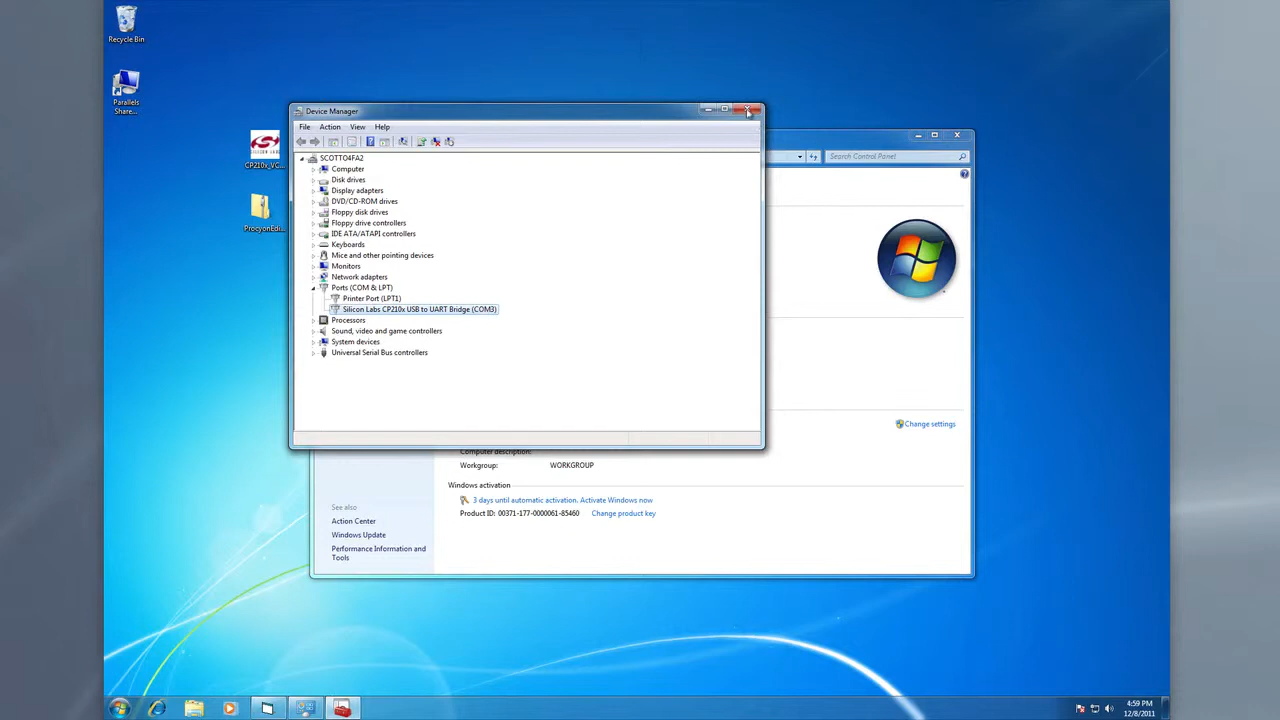 Recycle Bin
Parallels
Share...
CP210x_VC...
ProcyonEdi...
Device Manager
File Action View Help
SCOTTO4FA2
Computer
Disk drives
Display adapters
DVD/CD-ROM drives
Floppy disk drives
Floppy drive controllers
IDE ATA/ATAPI controllers
Keyboards
Mice and other pointing devices
Monitors
Network adapters
Ports (COM & LPT)
Printer Port (LPT1)
Silicon Labs CP210x USB to UART Bridge (COM3)
Processors
Sound, video and game controllers
System devices
Universal Serial Bus controllers
Search Control Panel
Change settings
Computer description:
Workgroup: WORKGROUP
Windows activation
3 days until automatic activation. Activate Windows now
Product ID: 00371-177-0000061-85460 Change product key
See also
Action Center
Windows Update
Performance Information and
Tools
4:59 PM
12/8/2011